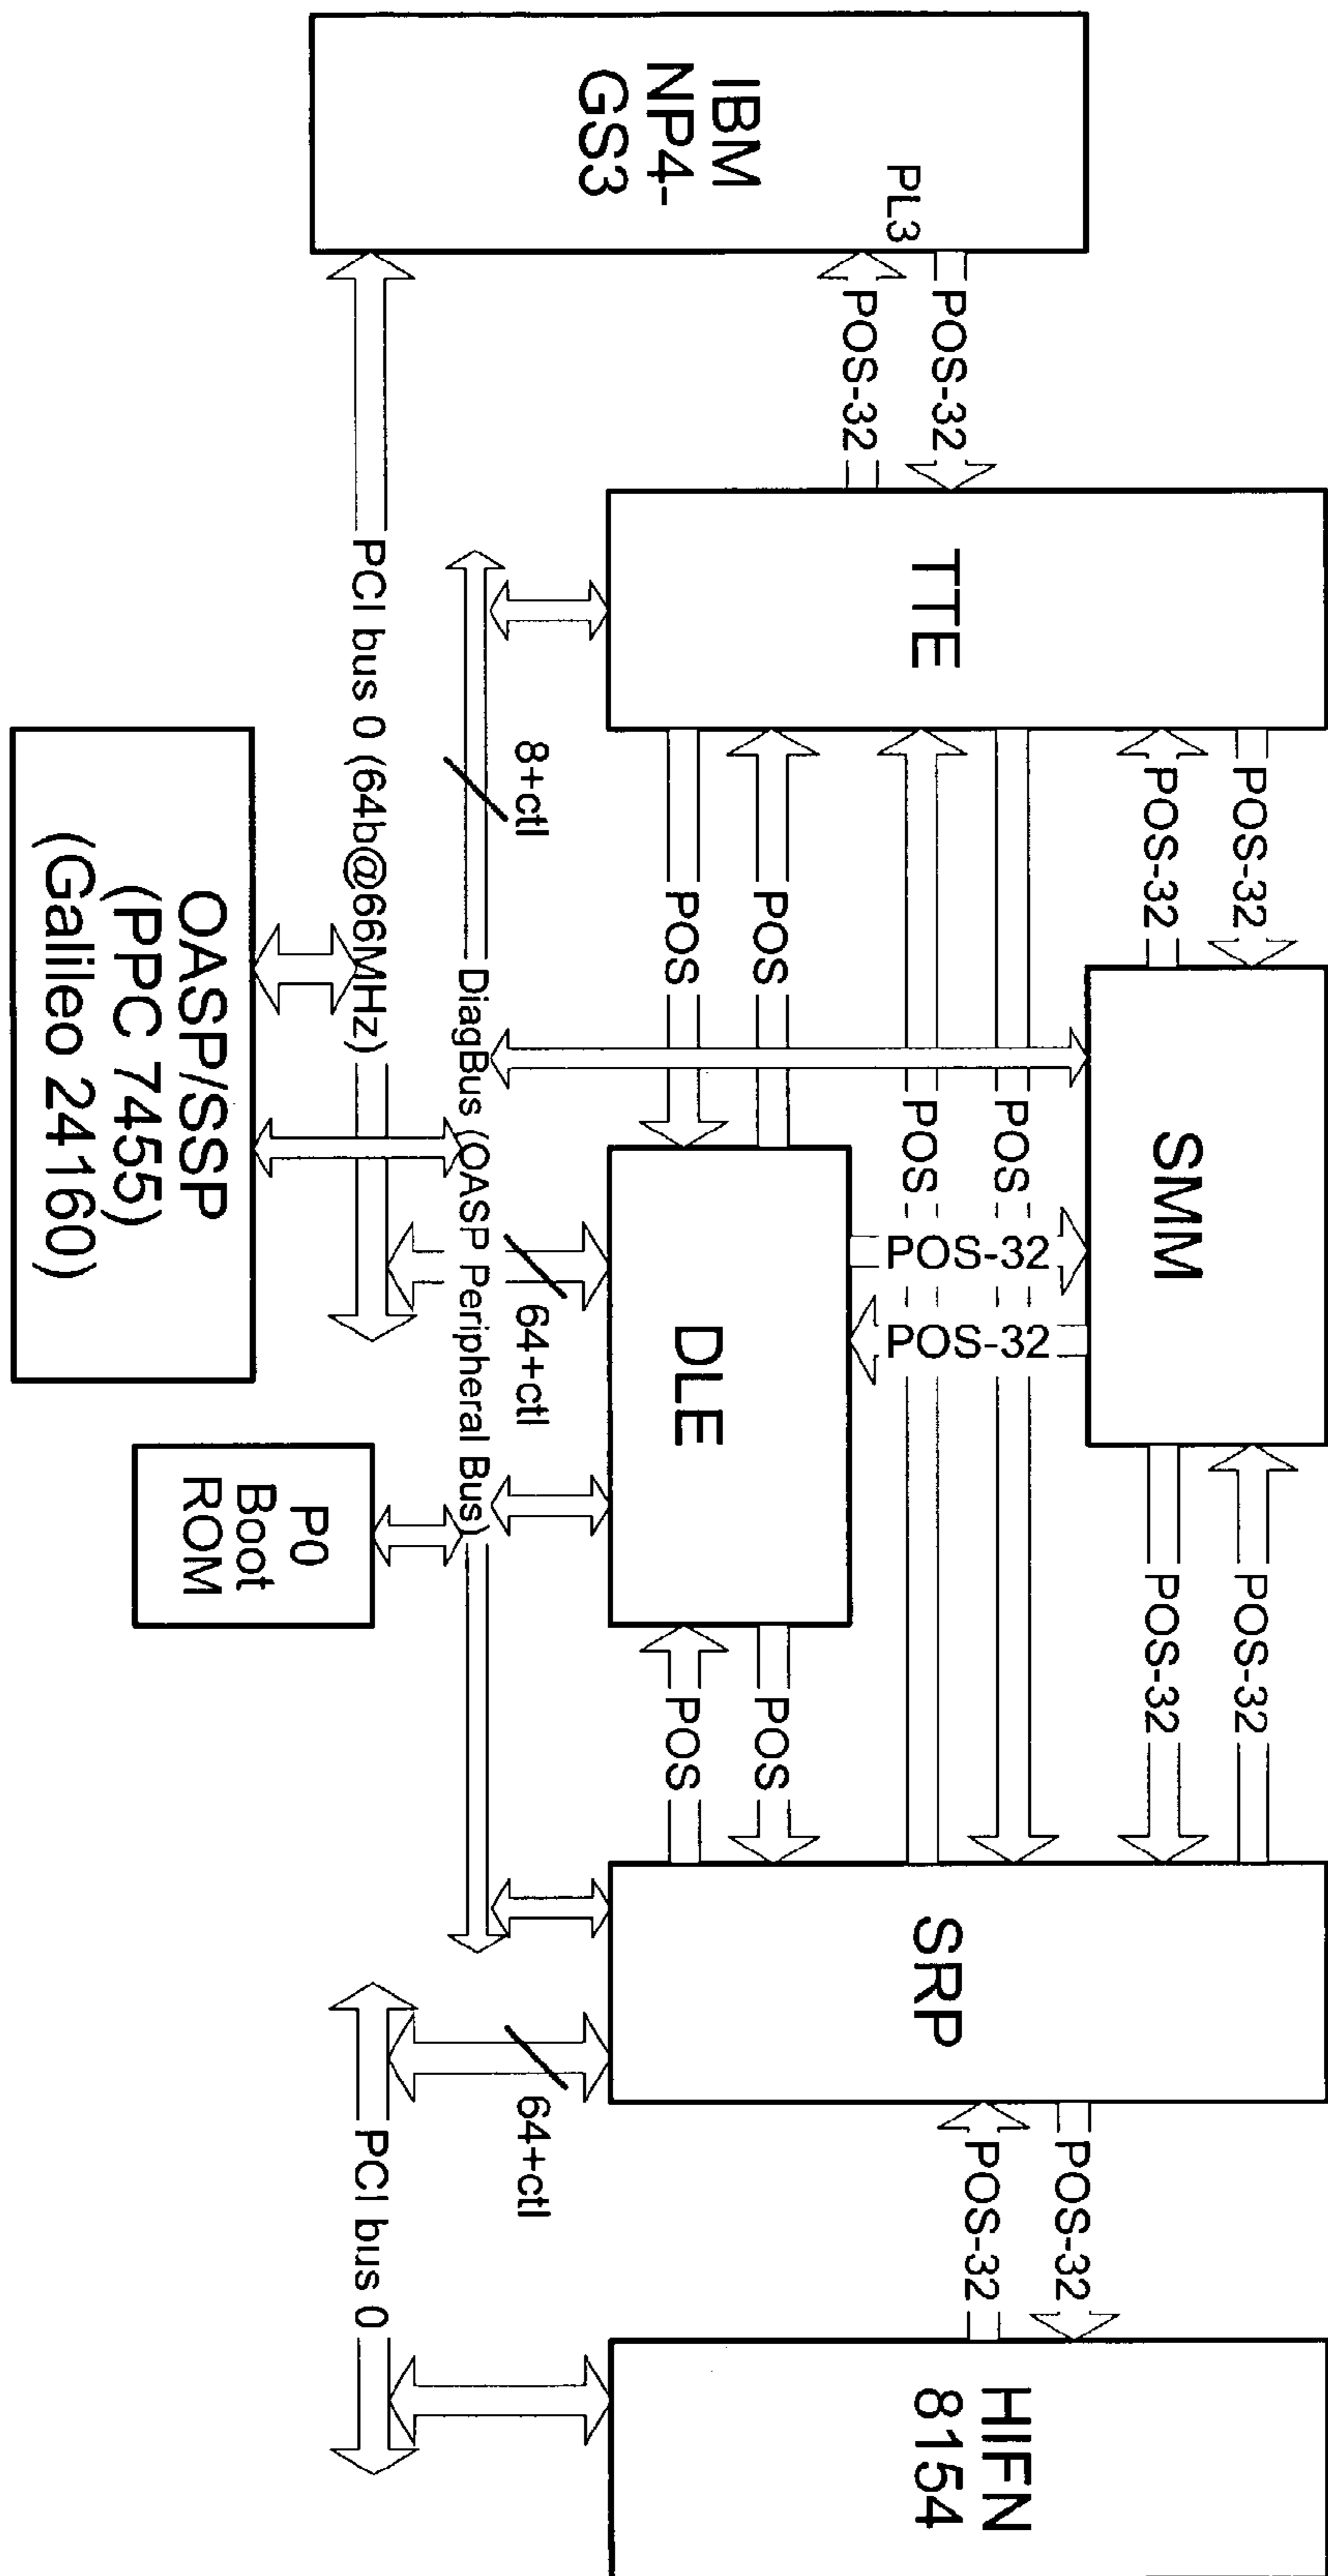 IBM
NP4-
GS3
PL3
POS-32
POS-32
TTE
POS-32
POS-32
SMM
POS-32
POS-32
POS
POS
POS-32
POS-32
POS
POS
DLE
POS
POS
SRP
POS-32
POS-32
HIFN
8154
8+ctl
DiagBus (OASP Peripheral Bus)
64+ctl
64+ctl
PCI bus 0 (64b@66MHz)
PCI bus 0
OASP/SSP
(PPC 7455)
(Galileo 24160)
P0
Boot
ROM